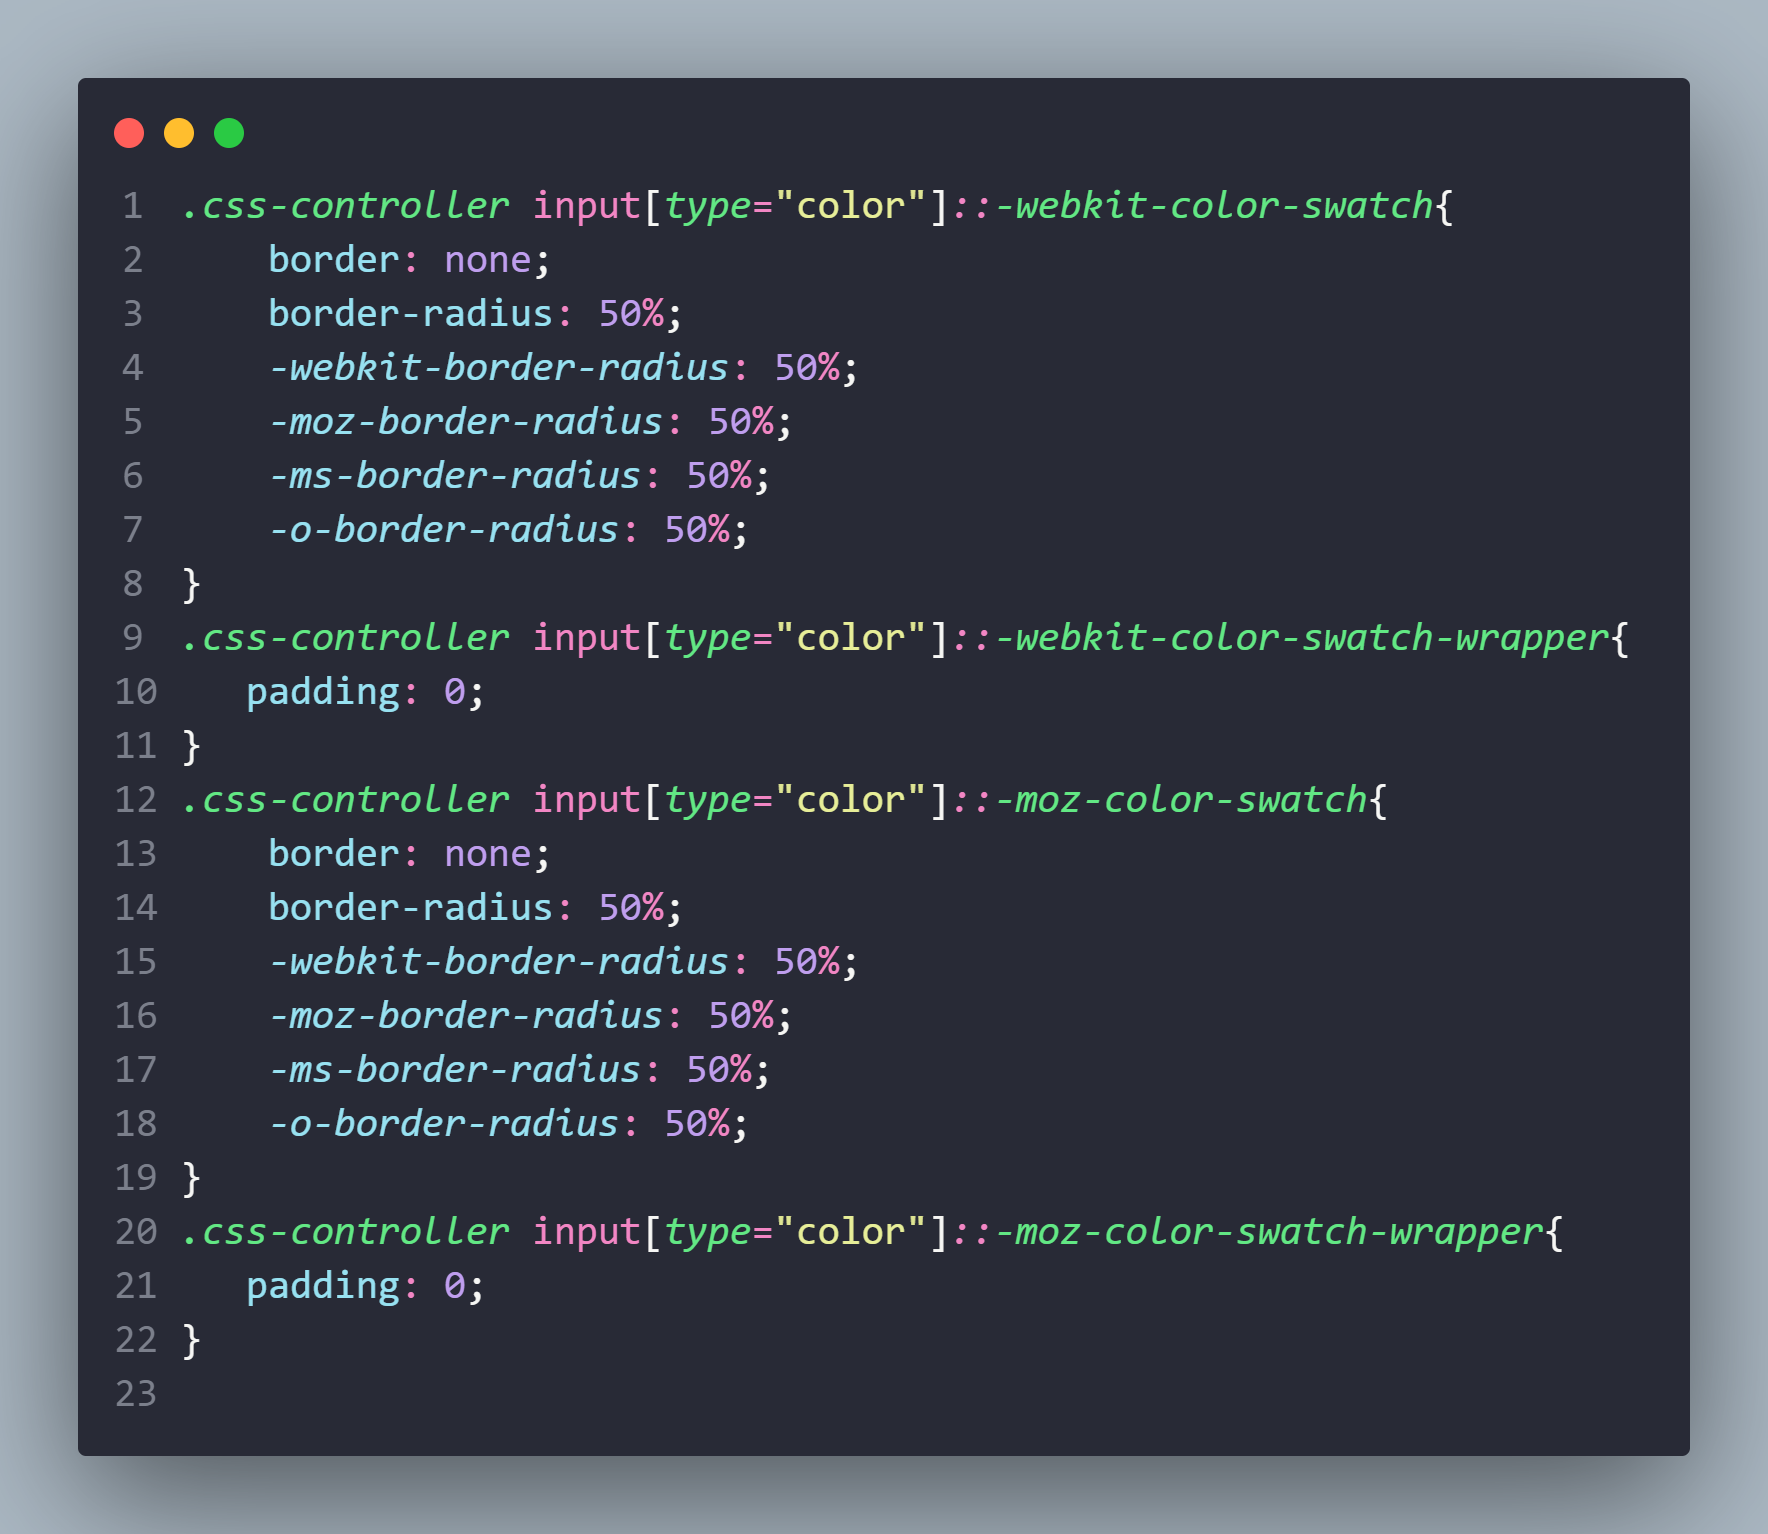 1 .css-controller input[type="color"]::-webkit-color-swatch{
2     border: none;
3     border-radius: 50%;
4     -webkit-border-radius: 50%;
5     -moz-border-radius: 50%;
6     -ms-border-radius: 50%;
7     -o-border-radius: 50%;
8 }
9 .css-controller input[type="color"]::-webkit-color-swatch-wrapper{
10    padding: 0;
11 }
12 .css-controller input[type="color"]::-moz-color-swatch{
13     border: none;
14     border-radius: 50%;
15     -webkit-border-radius: 50%;
16     -moz-border-radius: 50%;
17     -ms-border-radius: 50%;
18     -o-border-radius: 50%;
19 }
20 .css-controller input[type="color"]::-moz-color-swatch-wrapper{
21    padding: 0;
22 }
23